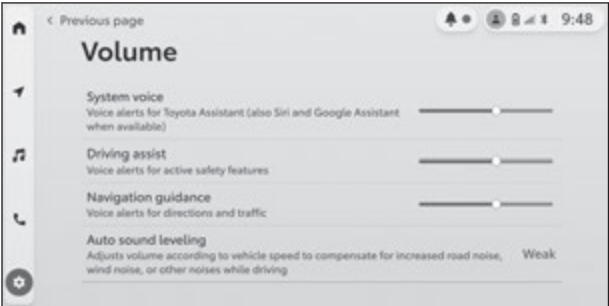 < Previous page
9:48
Volume
System voice
Voice alerts for Toyota Assistant (also Siri and Google Assistant
when available)
Driving assist
Voice alerts for active safety features
Navigation guidance
Voice alerts for directions and traffic
Auto sound leveling
Adjusts volume according to vehicle speed to compensate for increased road noise,
wind noise, or other noises while driving
Weak